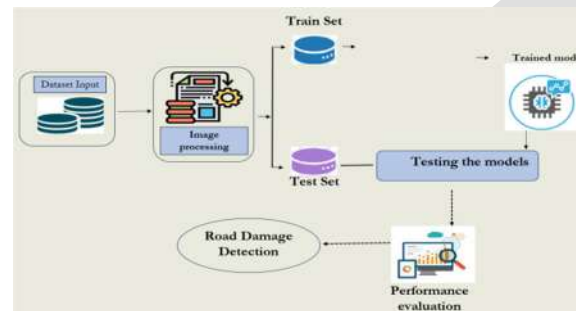 Train Set
Trained mod
Dataset Input
Image
processing
Test Set
Testing the models
Road Damage
Detection
Performance
evaluation